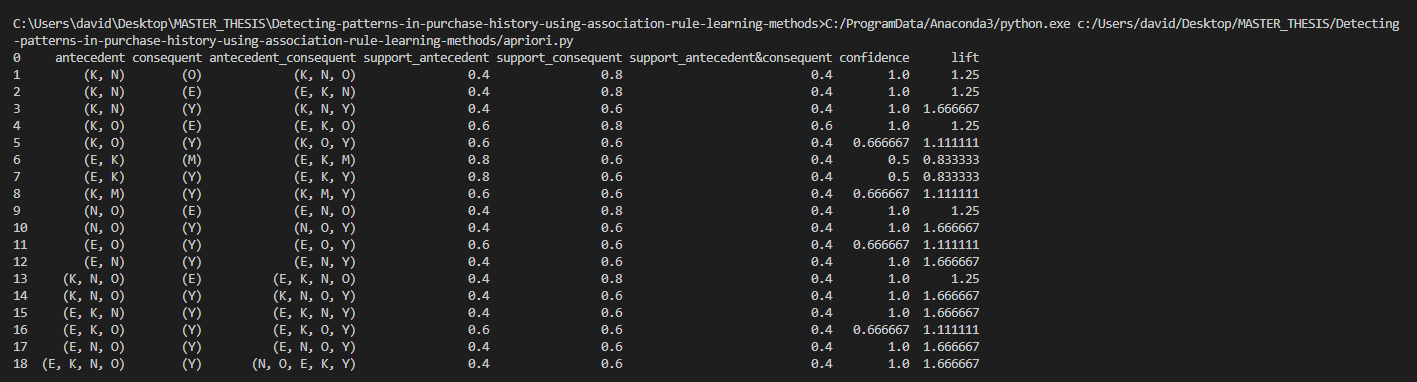 C:\Users\david\Desktop\MASTER_THESIS\Detecting-patterns-in-purchase-history-using-association-rule-learning-methods>C:/ProgramData/Anaconda3/python.exe c:/Users/david/Desktop/MASTER_THESIS/Detecting
-patterns-in-purchase-history-using-association-rule-learning-methods/apriori.py
0 antecedent consequent antecedent_consequent support_antecedent support_consequent support_antecedent&consequent confidence lift
1 (K, N) (O) (K, N, O) 0.4 0.8 0.4 1.0 1.25
2 (K, N) (E) (E, K, N) 0.4 0.8 0.4 1.0 1.25
3 (K, N) (Y) (K, N, Y) 0.4 0.6 0.4 1.0 1.666667
4 (K, O) (E) (E, K, O) 0.6 0.8 0.6 1.0 1.25
5 (K, O) (Y) (K, O, Y) 0.6 0.6 0.4 0.666667 1.111111
6 (E, K) (M) (E, K, M) 0.8 0.6 0.4 0.5 0.833333
7 (E, K) (Y) (E, K, Y) 0.8 0.6 0.4 0.5 0.833333
8 (K, M) (Y) (K, M, Y) 0.6 0.6 0.4 0.666667 1.111111
9 (N, O) (E) (E, N, O) 0.4 0.8 0.4 1.0 1.25
10 (N, O) (Y) (N, O, Y) 0.4 0.6 0.4 1.0 1.666667
11 (E, O) (Y) (E, O, Y) 0.6 0.6 0.4 0.666667 1.111111
12 (E, N) (Y) (E, N, Y) 0.4 0.6 0.4 1.0 1.666667
13 (K, N, O) (E) (E, K, N, O) 0.4 0.8 0.4 1.0 1.25
14 (K, N, O) (Y) (K, N, O, Y) 0.4 0.6 0.4 1.0 1.666667
15 (E, K, N) (Y) (E, K, N, Y) 0.4 0.6 0.4 1.0 1.666667
16 (E, K, O) (Y) (E, K, O, Y) 0.6 0.6 0.4 0.666667 1.111111
17 (E, N, O) (Y) (E, N, O, Y) 0.4 0.6 0.4 1.0 1.666667
18 (E, K, N, O) (Y) (N, O, E, K, Y) 0.4 0.6 0.4 1.0 1.666667